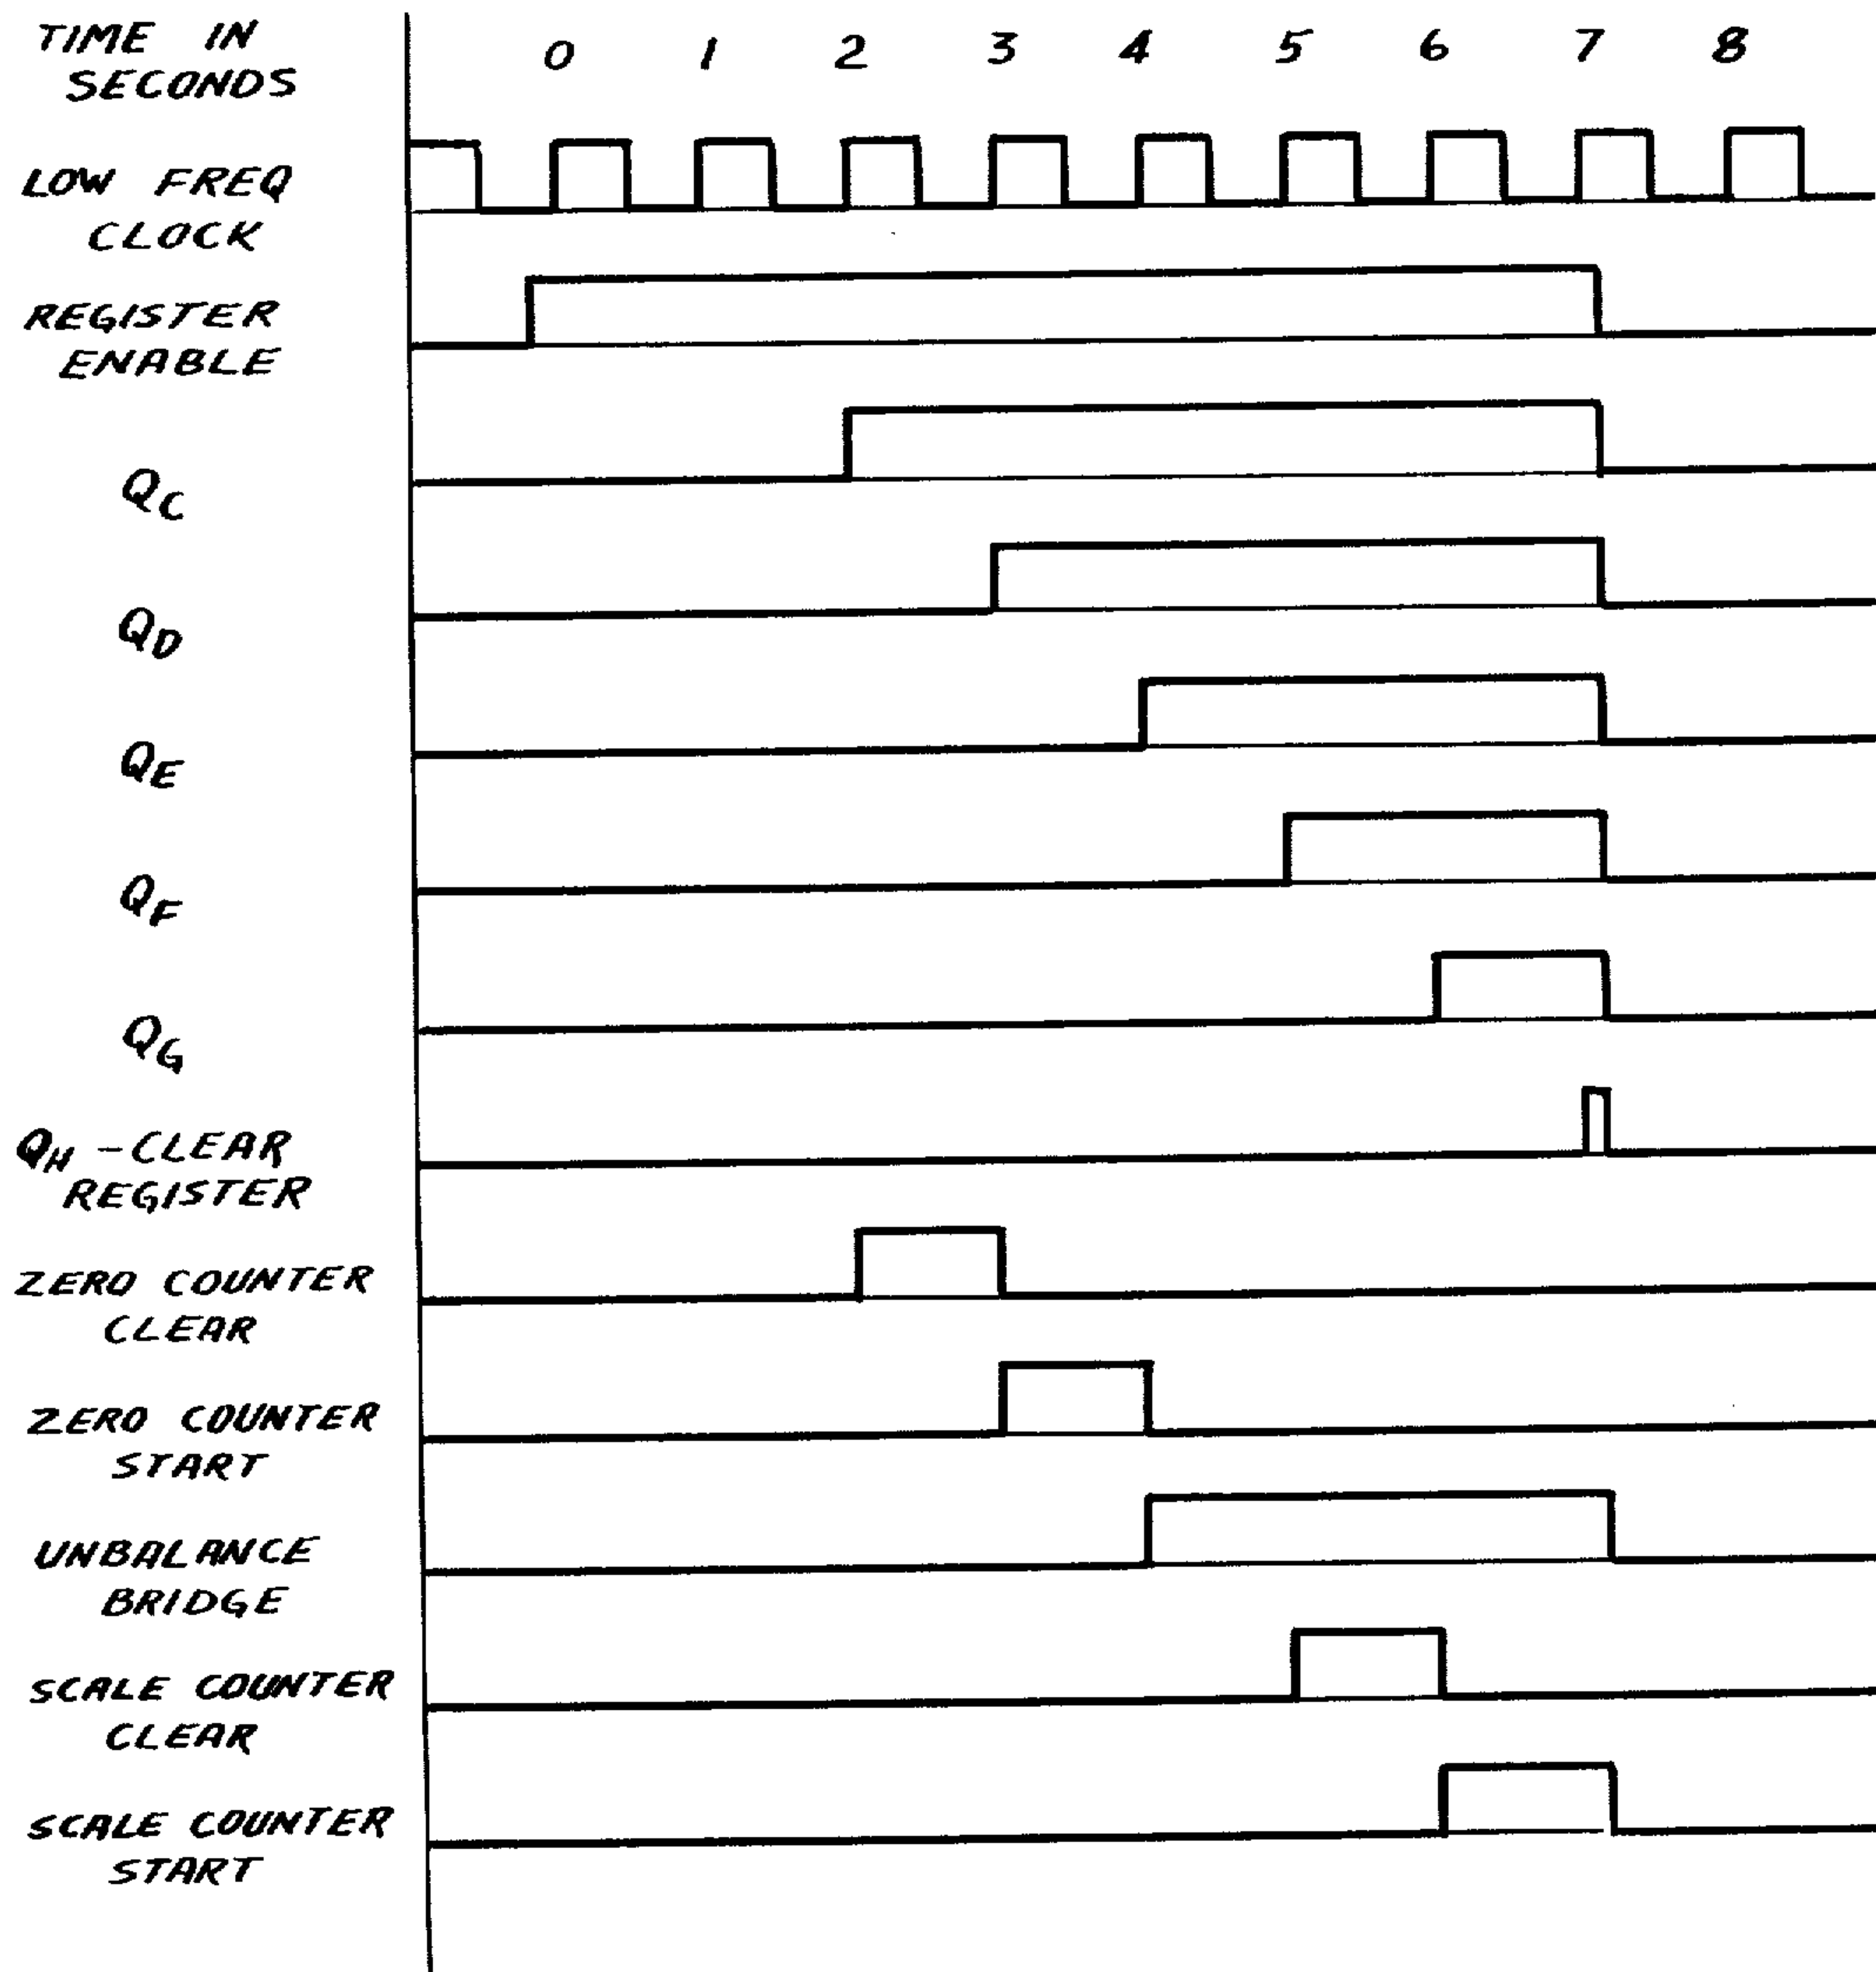 TIME IN
SECONDS
0 1 2 3 4 5 6 7 8
LOW FREQ
CLOCK
REGISTER
ENABLE
QC
QD
QE
QF
QG
QH - CLEAR
REGISTER
ZERO COUNTER
CLEAR
ZERO COUNTER
START
UNBALANCE
BRIDGE
SCALE COUNTER
CLEAR
SCALE COUNTER
START